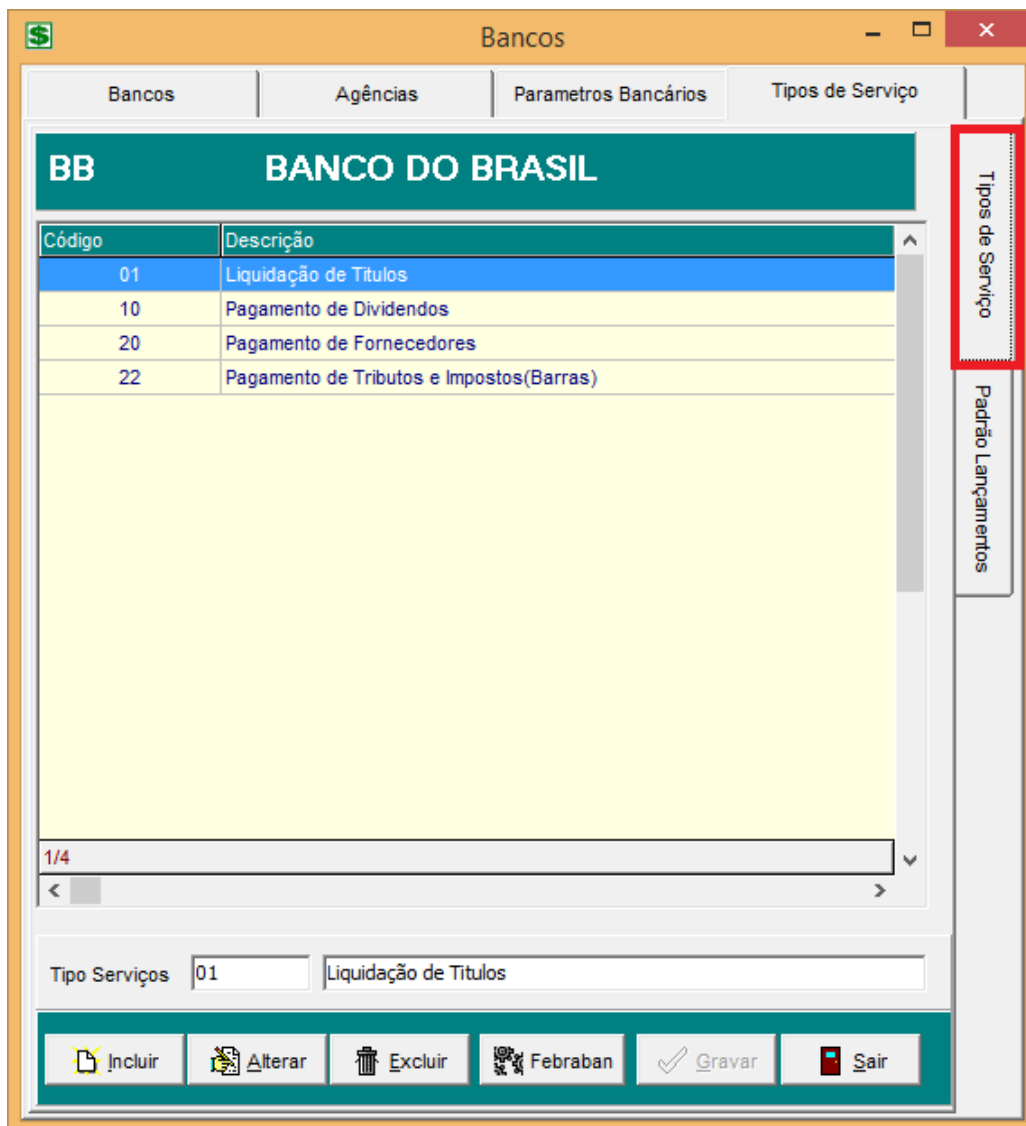 Bancos
Bancos Agências Parametros Bancários Tipos de Serviço
BB BANCO DO BRASIL
Código Descrição
01 Liquidação de Titulos
10 Pagamento de Dividendos
20 Pagamento de Fornecedores
22 Pagamento de Tributos e Impostos(Barras)
1/4
Tipo Serviços 01 Liquidação de Titulos
Incluir Alterar Excluir Febraban Gravar Sair
Tipos de Serviço
Padrão Lançamentos